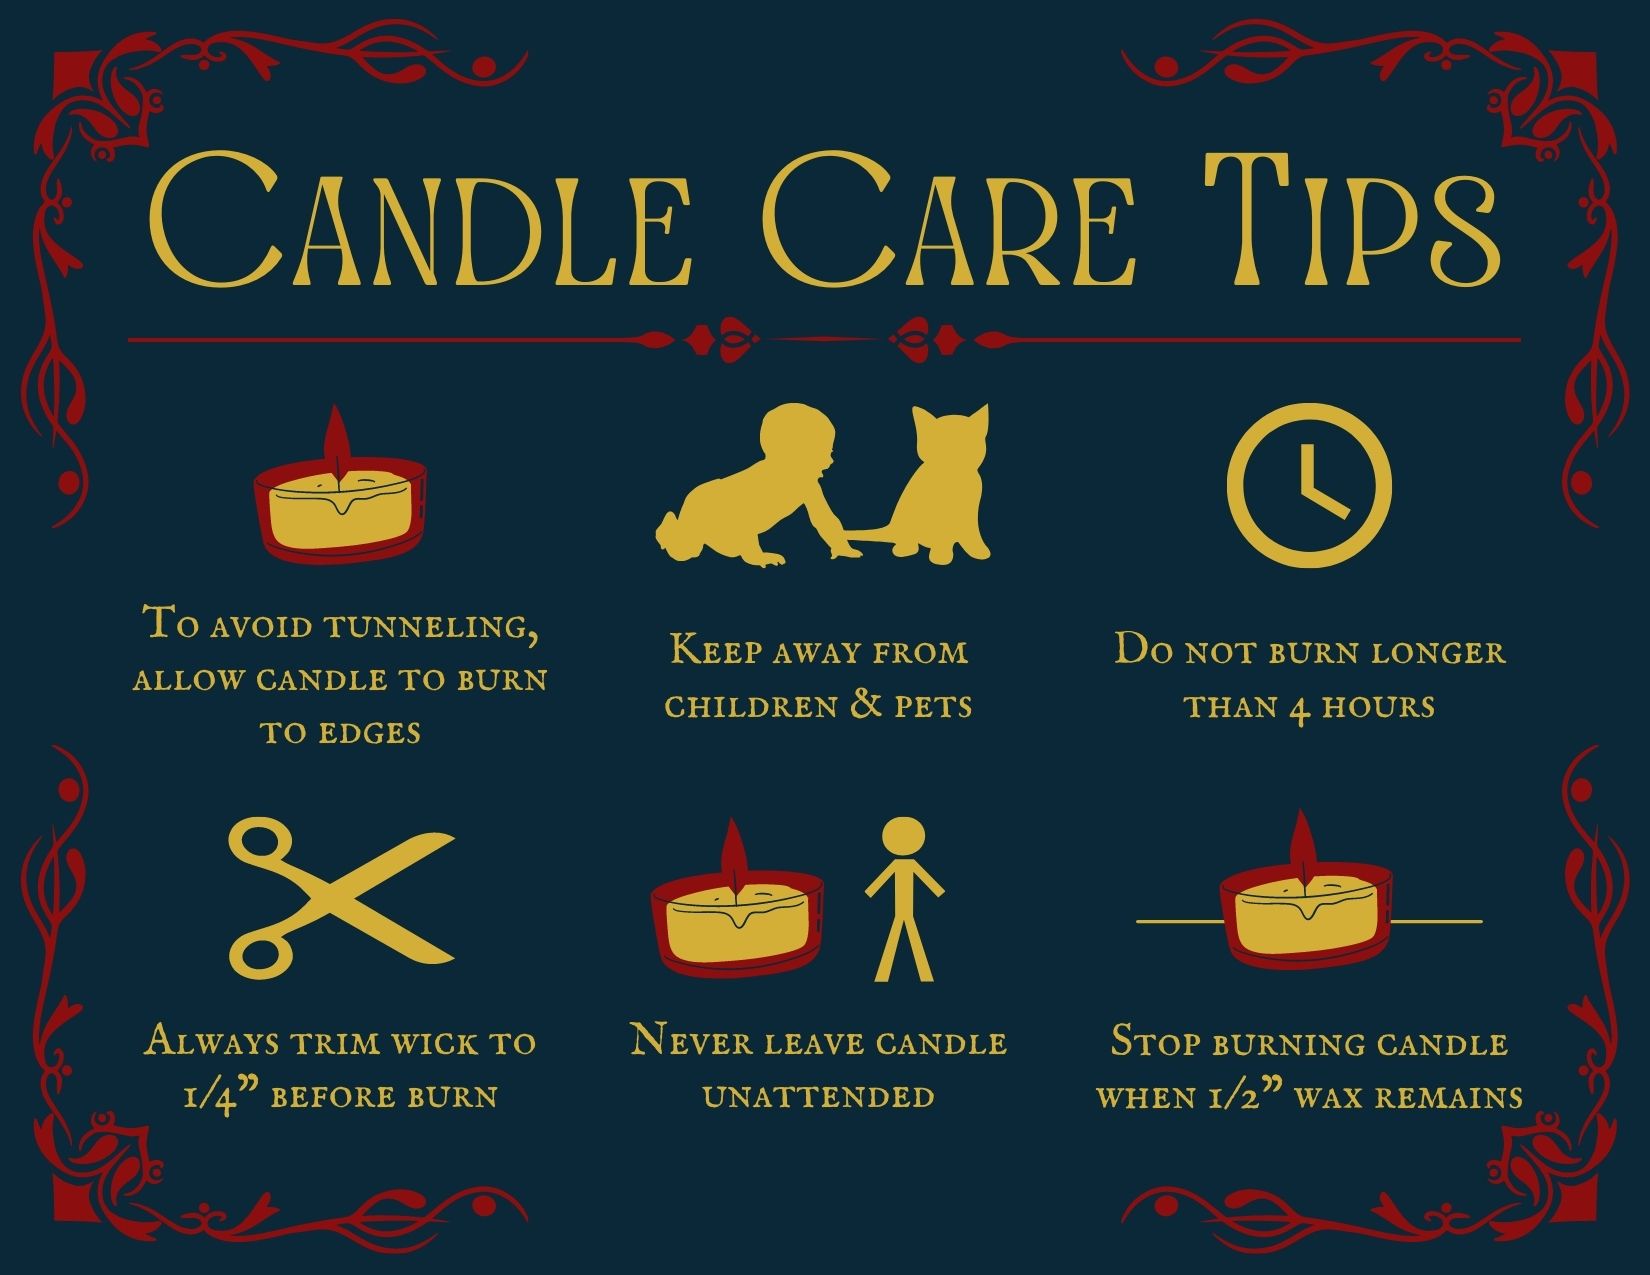 Candle Care Tips
To avoid tunneling,
allow candle to burn
to edges
Keep away from
children & pets
Do not burn longer
than 4 hours
Always trim wick to
1/4” before burn
Never leave candle
unattended
Stop burning candle
when 1/2” wax remains